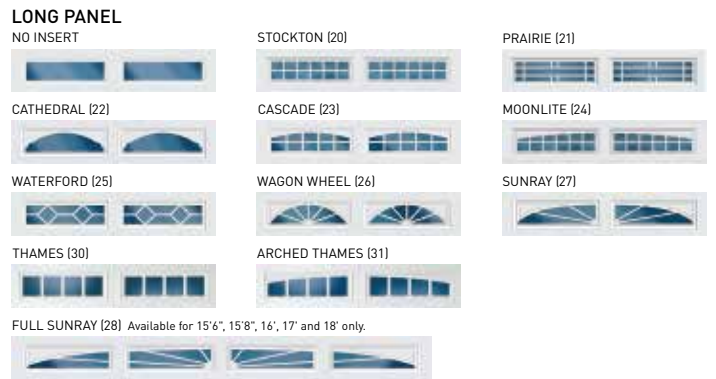 LONG PANEL
NO INSERT
STOCKTON (20)
PRAIRIE (21)
CATHEDRAL (22)
CASCADE (23)
MOONLITE (24)
WATERFORD (25)
WAGON WHEEL (26)
SUNRAY (27)
THAMES (30)
ARCHED THAMES (31)
FULL SUNRAY (28) Available for 15'6", 15'8", 16', 17' and 18' only.